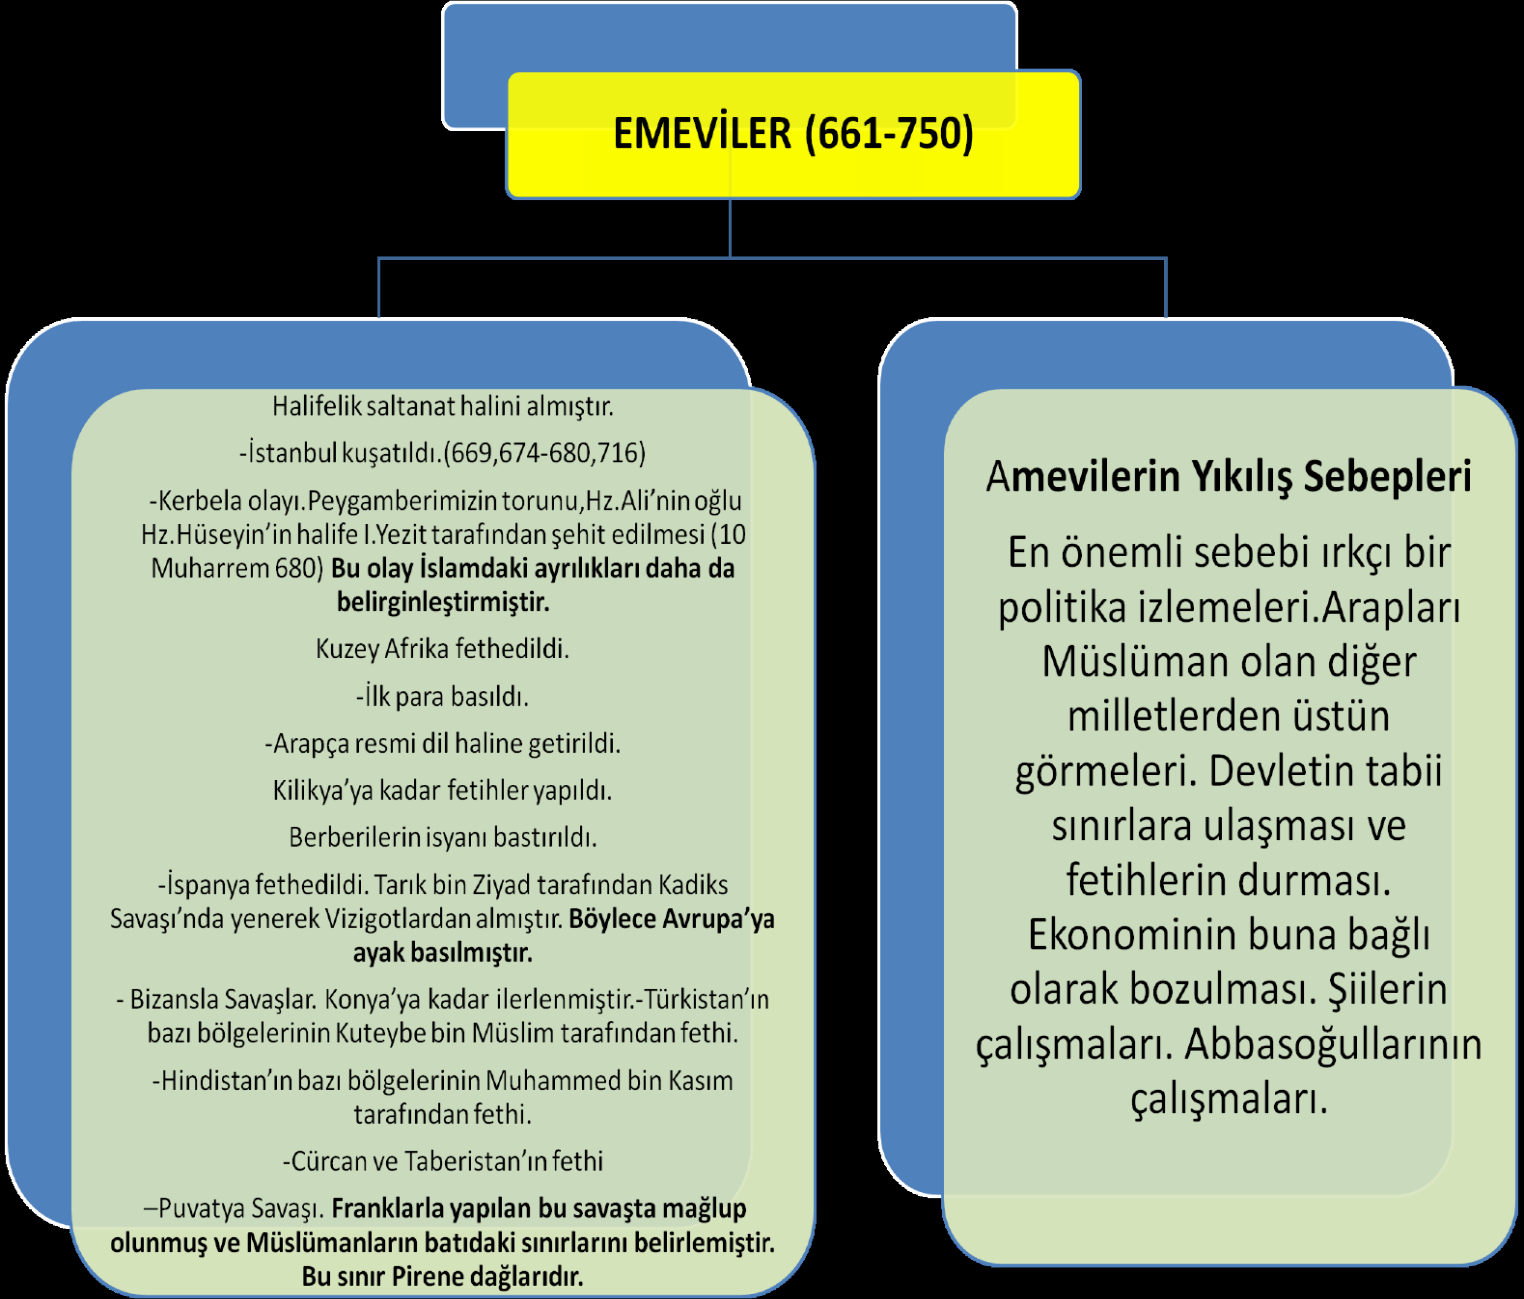 EMEVİLER (661-750)
Halifelik saltanat halini almıştır.
-İstanbul kuşatıldı.(669,674-680,716)
-Kerbela olayı.Peygamberimizin torunu,Hz.Ali’nin oğlu
Hz.Hüseyin’in halife I.Yezit tarafından şehit edilmesi (10
Muharrem 680) Bu olay İslamdaki ayrılıkları daha da
belirginleştirmiştir.
Kuzey Afrika fethedildi.
-İlk para basıldı.
-Arapça resmi dil haline getirildi.
Kilikya’ya kadar fetihler yapıldı.
Berberilerin isyanı bastırıldı.
-İspanya fethedildi. Tarık bin Ziyad tarafından Kadiks
Savaşı’nda yenerek Vizigotlardan almıştır. Böylece Avrupa’ya
ayak basılmıştır.
- Bizansla Savaşlar. Konya’ya kadar ilerlenmiştir.-Türkistan’ın
bazı bölgelerinin Kuteybe bin Müslim tarafından fethi.
-Hindistan’ın bazı bölgelerinin Muhammed bin Kasım
tarafından fethi.
-Cürcan ve Taberistan’ın fethi
–Puvatya Savaşı. Franklarla yapılan bu savaşta mağlup
olunmuş ve Müslümanların batıdaki sınırlarını belirlemiştir.
Bu sınır Pirene dağlarıdır.
Amevilerin Yıkılış Sebepleri
En önemli sebebi ırkçı bir
politika izlemeleri.Arapları
Müslüman olan diğer
milletlerden üstün
görmeleri. Devletin tabii
sınırlara ulaşması ve
fetihlerin durması.
Ekonominin buna bağlı
olarak bozulması. Şiilerin
çalışmaları. Abbasoğullarının
çalışmaları.